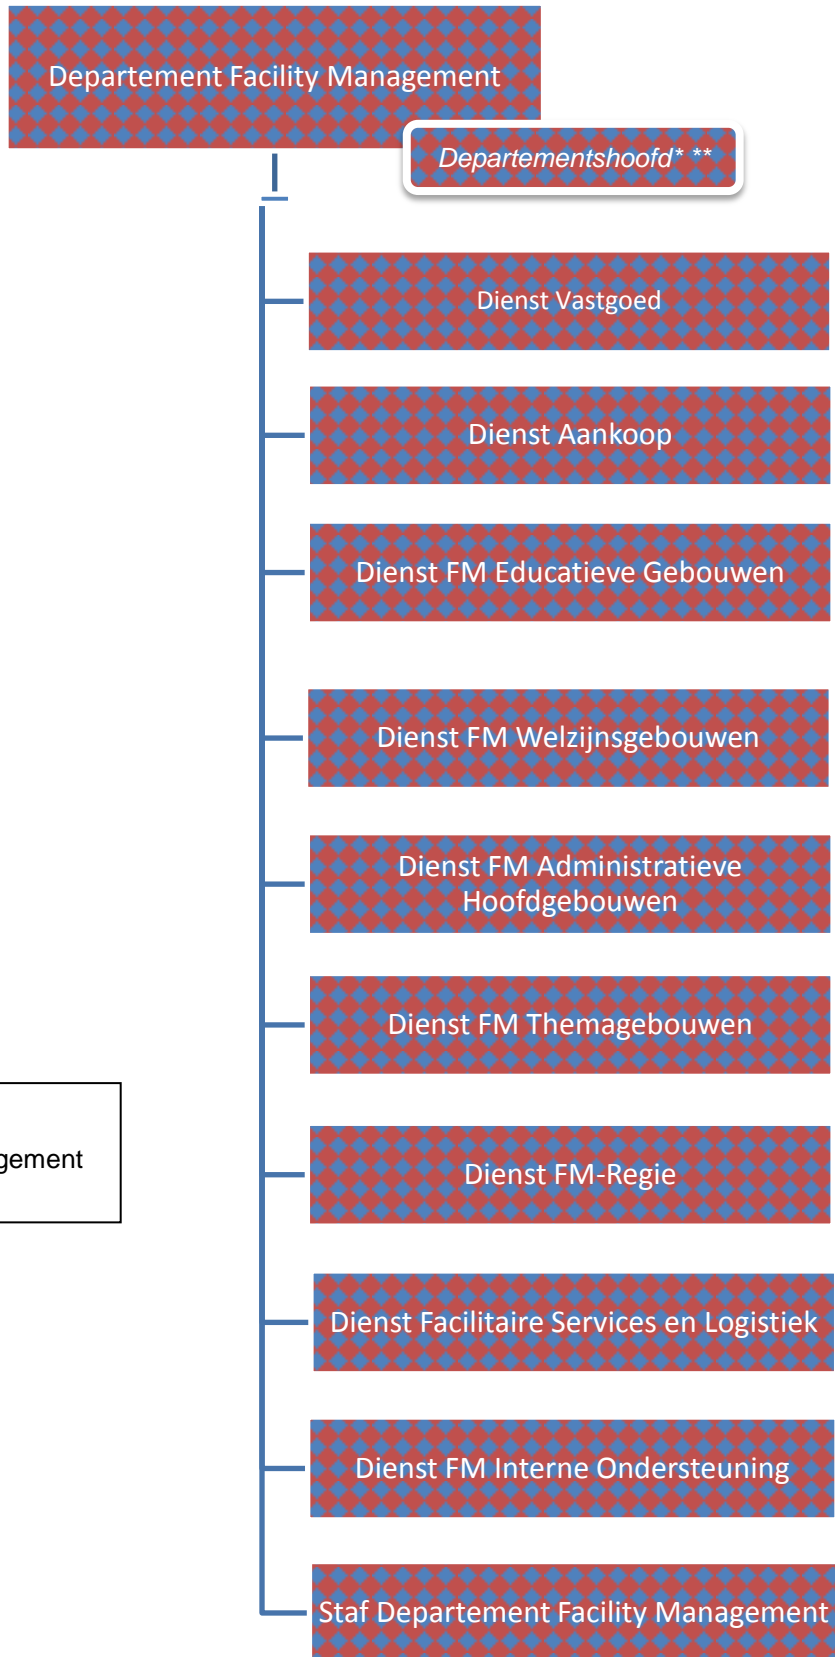 Departement Facility Management
Departementshoofd* **
Dienst Vastgoed
Dienst Aankoop
Dienst FM Educatieve Gebouwen
Dienst FM Welzijnsgebouwen
Dienst FM Administratieve
Hoofdgebouwen
Dienst FM Themagebouwen
gement
Dienst FM-Regie
Dienst Facilitaire Services en Logistiek
Dienst FM Interne Ondersteuning
Staf Departement Facility Management